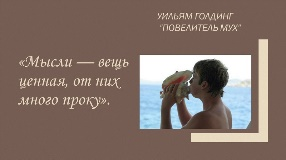 УИЛЬЯМ ГОЛДИНГ
"ПОВЕЛИТЕЛЬ МУХ"
«Мысли — вещь
ценная, от них
много проку».